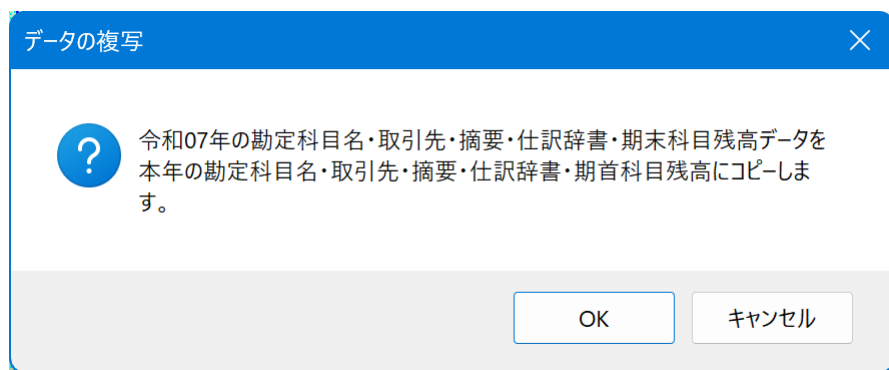 データの複写
令和07年の勘定科目名・取引先・摘要・仕訳辞書・期末科目残高データを
本年の勘定科目名・取引先・摘要・仕訳辞書・期首科目残高にコピーしま
す。
OK
キャンセル